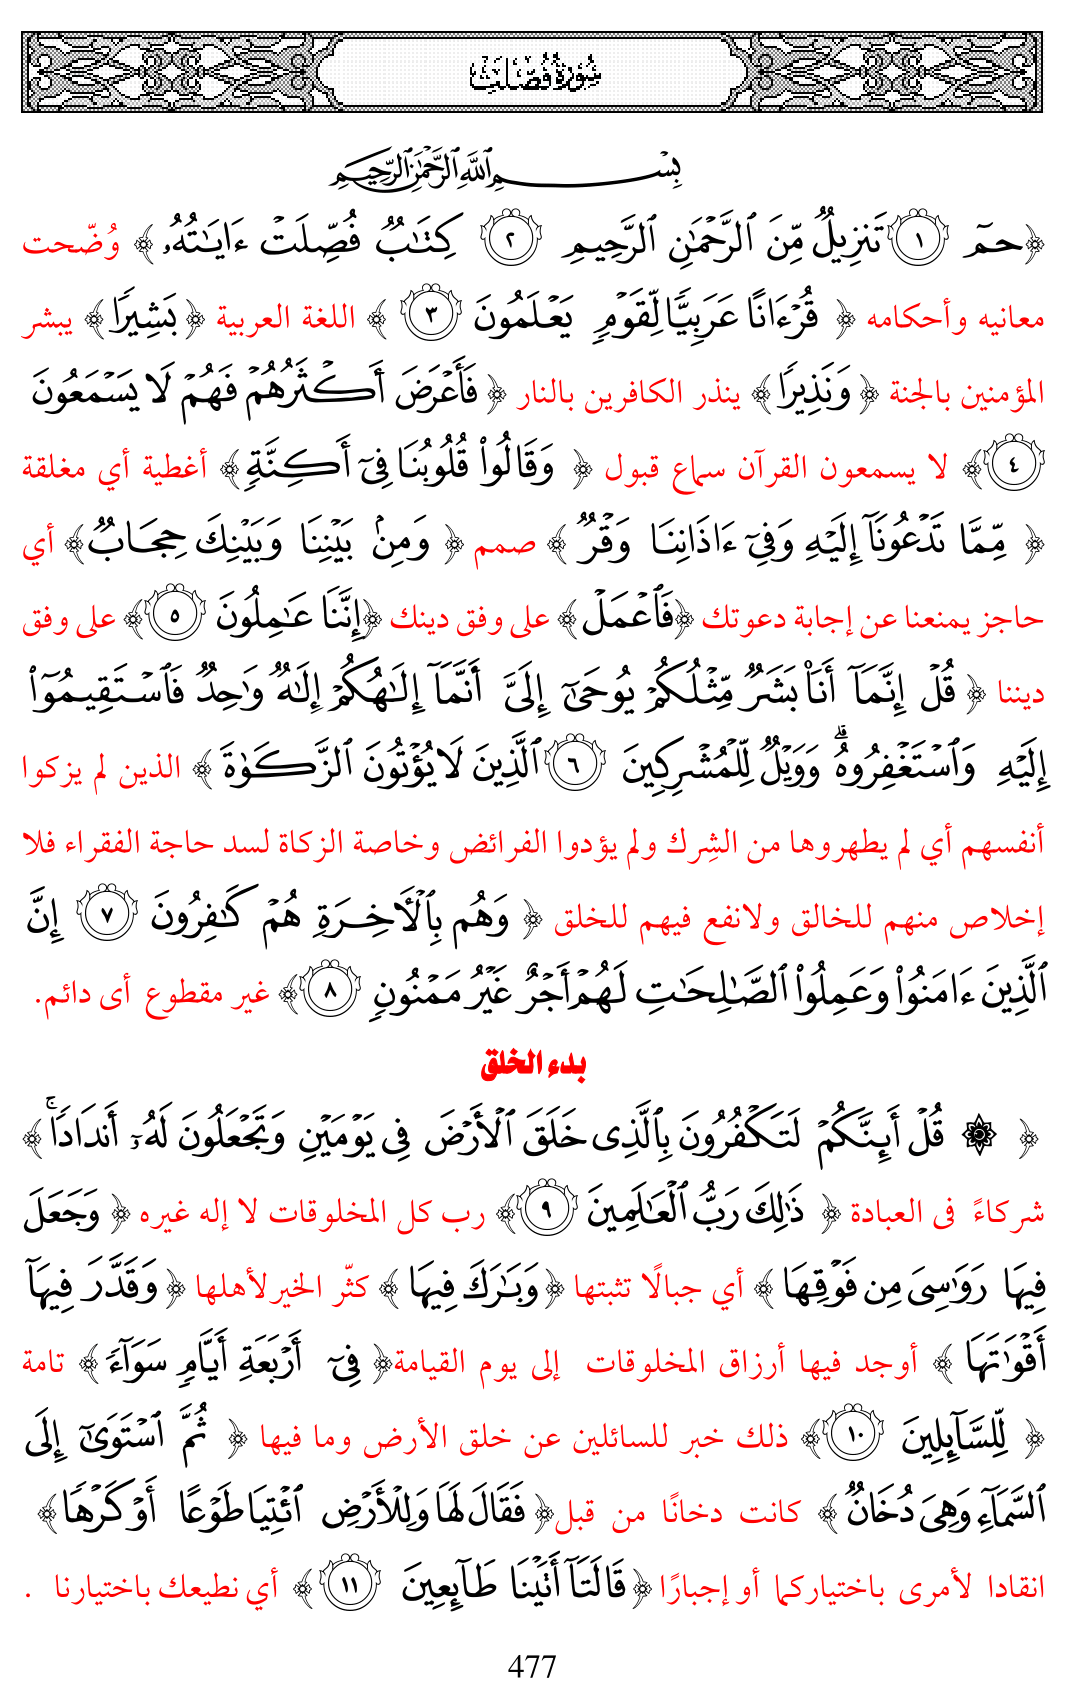 سُورَةُ فُصِّلَتْ
بِسْمِ ٱللَّهِ ٱلرَّحْمَٰنِ ٱلرَّحِيمِ
﴿حمٓ ١ تَنزِيلٌ مِّنَ ٱلرَّحْمَٰنِ ٱلرَّحِيمِ ٢ كِتَٰبٌ فُصِّلَتْ ءَايَٰتُهُۥ﴾ وُضّحت
معانيه وأحكامه ﴿قُرْءَانًا عَرَبِيًّا لِّقَوْمٍ يَعْلَمُونَ ٣﴾ اللغة العربية ﴿بَشِيرًا﴾ يبشر
المؤمنين بالجنة ﴿وَنَذِيرًا﴾ ينذر الكافرين بالنار ﴿فَأَعْرَضَ أَكْثَرُهُمْ فَهُمْ لَا يَسْمَعُونَ
٤﴾ لا يسمعون القرآن سماع قبول ﴿وَقَالُوا۟ قُلُوبُنَا فِىٓ أَكِنَّةٍ﴾ أغطية أي مغلقة
﴿مِّمَّا تَدْعُونَآ إِلَيْهِ وَفِىٓ ءَاذَانِنَا وَقْرٌ﴾ صمم ﴿وَمِنۢ بَيْنِنَا وَبَيْنِكَ حِجَابٌ﴾ أي
حاجز يمنعنا عن إجابة دعوتك ﴿فَٱعْمَلْ﴾ على وفق دينك ﴿إِنَّنَا عَٰمِلُونَ ٥﴾ على وفق
ديننا ﴿قُلْ إِنَّمَآ أَنَا۠ بَشَرٌ مِّثْلُكُمْ يُوحَىٰٓ إِلَىَّ أَنَّمَآ إِلَٰهُكُمْ إِلَٰهٌ وَٰحِدٌ فَٱسْتَقِيمُوٓا۟
إِلَيْهِ وَٱسْتَغْفِرُوهُ ۗ وَوَيْلٌ لِّلْمُشْرِكِينَ ٦ ٱلَّذِينَ لَا يُؤْتُونَ ٱلزَّكَوٰةَ﴾ الذين لم يزكوا
أنفسهم أي لم يطهروها من الشِرك ولم يؤدوا الفرائض وخاصة الزكاة لسد حاجة الفقراء فلا
إخلاص منهم للخالق ولانفع فيهم للخلق ﴿وَهُم بِٱلْأٓخِرَةِ هُمْ كَٰفِرُونَ ٧ إِنَّ
ٱلَّذِينَ ءَامَنُوا۟ وَعَمِلُوا۟ ٱلصَّٰلِحَٰتِ لَهُمْ أَجْرٌ غَيْرُ مَمْنُونٍ ٨﴾ غير مقطوع أى دائم.
بدء الخلق
﴿۞ قُلْ أَئِنَّكُمْ لَتَكْفُرُونَ بِٱلَّذِى خَلَقَ ٱلْأَرْضَ فِى يَوْمَيْنِ وَتَجْعَلُونَ لَهُۥٓ أَندَادًا ۚ﴾
شركاءً فى العبادة ﴿ذَٰلِكَ رَبُّ ٱلْعَٰلَمِينَ ٩﴾ رب كل المخلوقات لا إله غيره ﴿وَجَعَلَ
فِيهَا رَوَٰسِىَ مِن فَوْقِهَا﴾ أي جبالًا تثبتها ﴿وَبَٰرَكَ فِيهَا﴾ كثّر الخير لأهلها ﴿وَقَدَّرَ فِيهَآ
أَقْوَٰتَهَا﴾ أوجد فيها أرزاق المخلوقات إلى يوم القيامة﴿فِىٓ أَرْبَعَةِ أَيَّامٍ سَوَآءً﴾ تامة
﴿لِّلسَّآئِلِينَ ١٠﴾ ذلك خبر للسائلين عن خلق الأرض وما فيها ﴿ثُمَّ ٱسْتَوَىٰٓ إِلَى
ٱلسَّمَآءِ وَهِىَ دُخَانٌ﴾ كانت دخانًا من قبل﴿فَقَالَ لَهَا وَلِلْأَرْضِ ٱئْتِيَا طَوْعًا أَوْ كَرْهًا﴾
انقادا لأمرى باختياركما أو إجبارًا ﴿قَالَتَآ أَتَيْنَا طَآئِعِينَ ١١﴾ أي نطيعك باختيارنا .
477